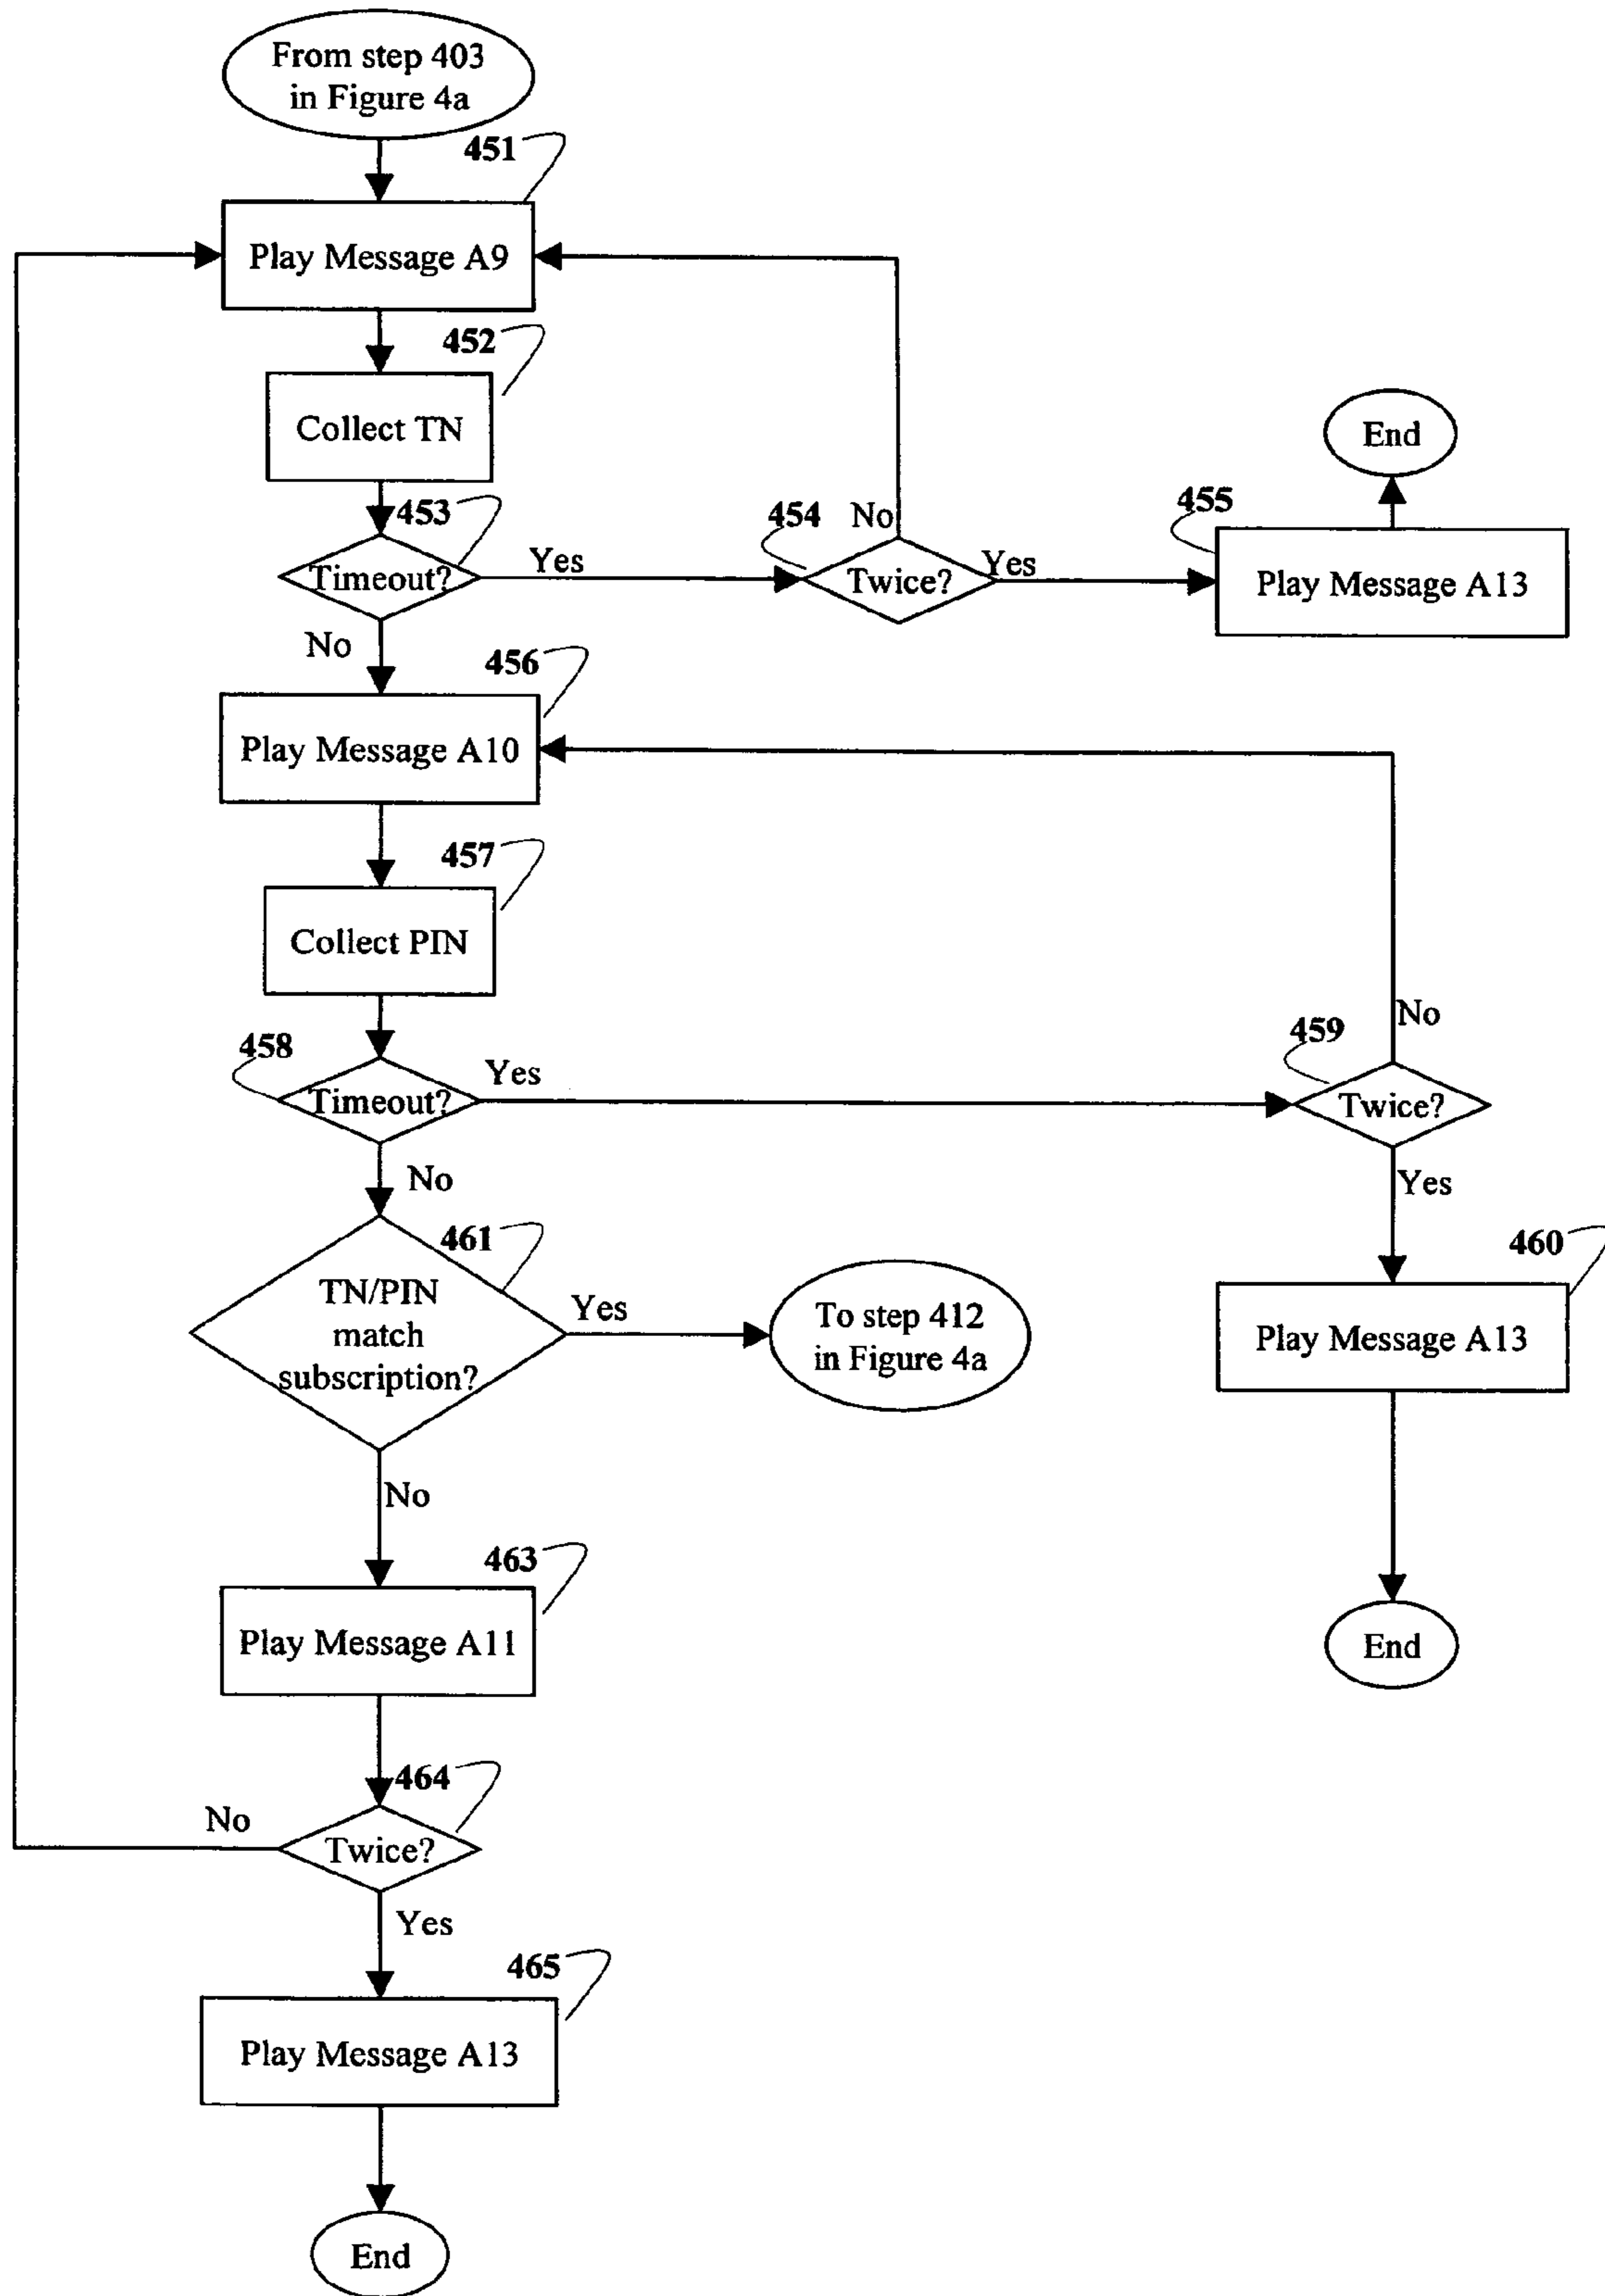 From step 403
in Figure 4a
451
Play Message A9
452
Collect TN
453
Timeout?
Yes
454
Twice?
No
Yes
455
Play Message A13
End
No
456
Play Message A10
457
Collect PIN
458
Timeout?
Yes
459
Twice?
No
Yes
460
Play Message A13
End
No
461
TN/PIN
match
subscription?
Yes
To step 412
in Figure 4a
No
463
Play Message A11
464
Twice?
No
Yes
465
Play Message A13
End